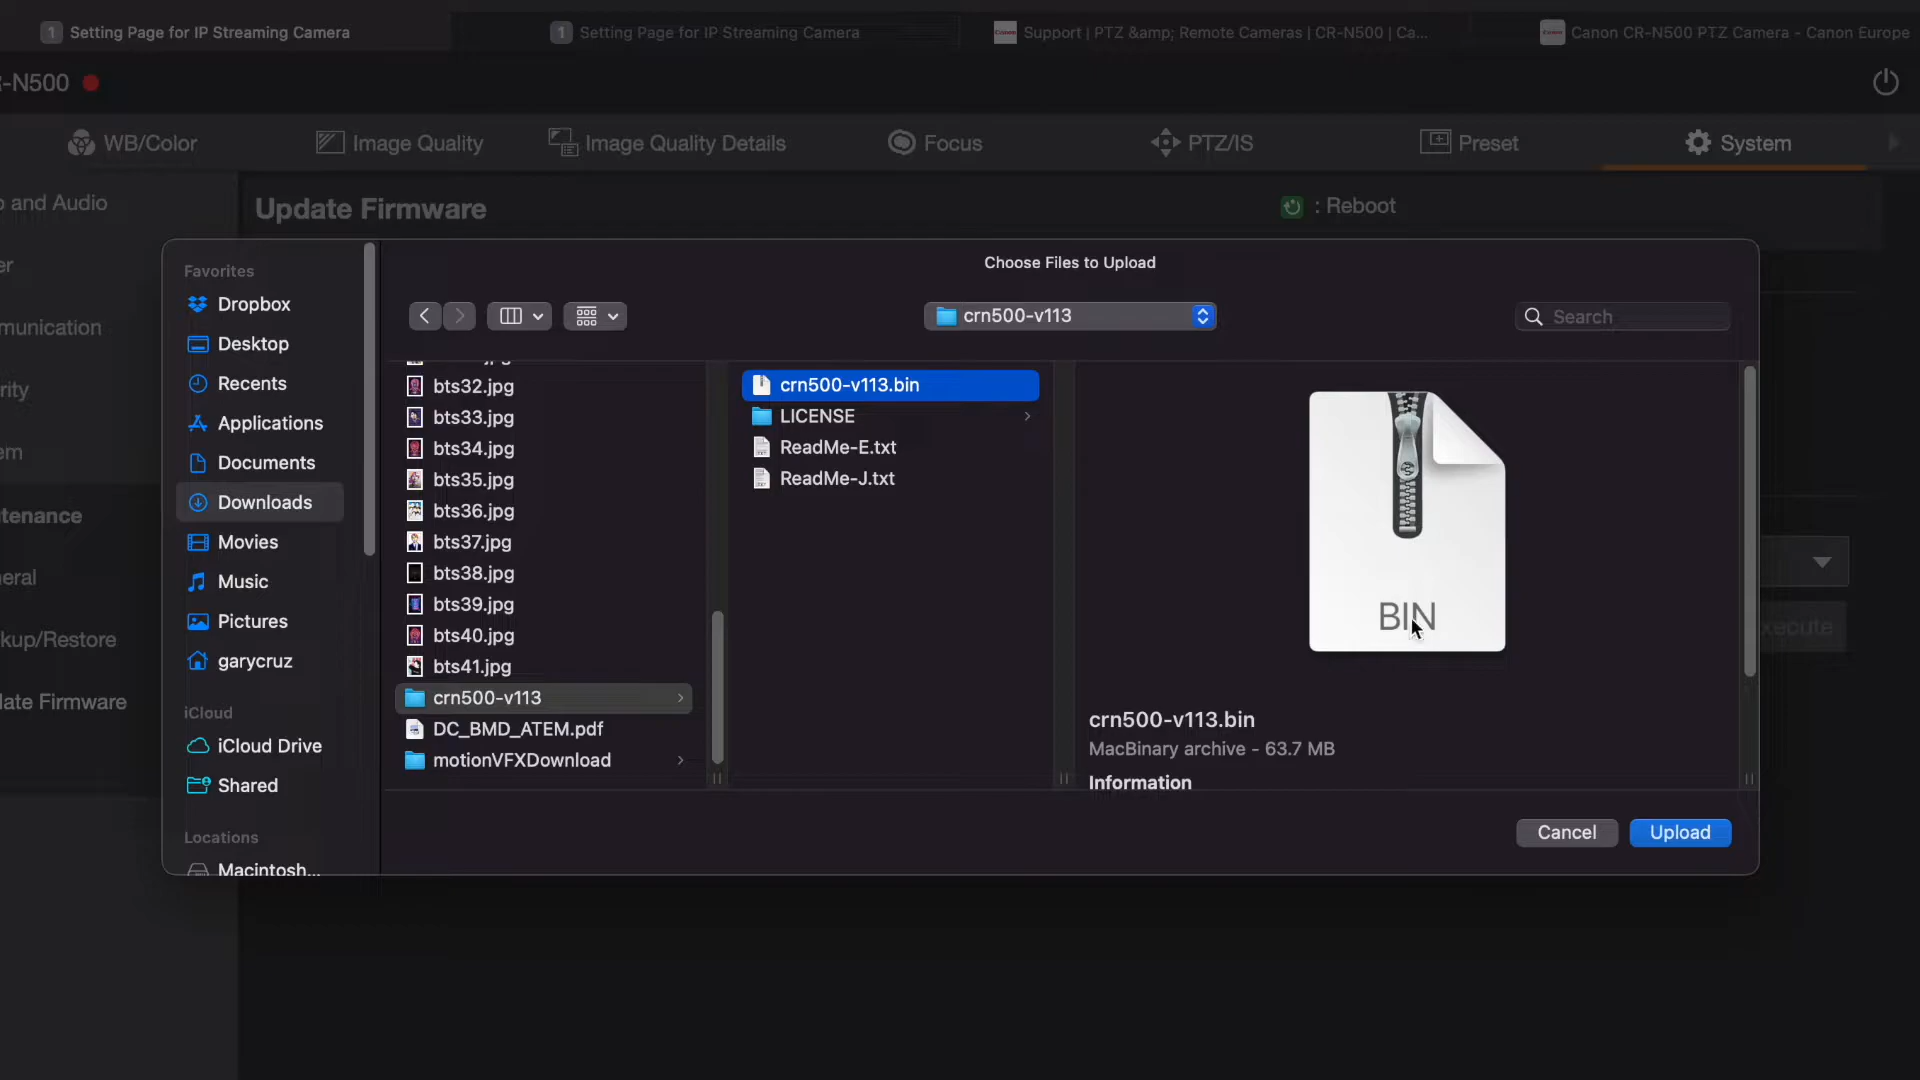 1 Setting Page for IP Streaming Camera
1 Setting Page for IP Streaming Camera
Support | PTZ &amp; Remote Cameras | CR-N500 | Ca...
Canon CR-N500 PTZ Camera - Canon Europe
-N500
WB/Color
Image Quality
Image Quality Details
Focus
PTZ/IS
Preset
System
and Audio
Update Firmware
: Reboot
er
munication
rity
em
tenance
eral
kup/Restore
late Firmware
xecute
Choose Files to Upload
Favorites
Dropbox
Desktop
Recents
Applications
Documents
Downloads
Movies
Music
Pictures
garycruz
iCloud
iCloud Drive
Shared
Locations
Macintosh...
crn500-v113
Search
bts32.jpg
bts33.jpg
bts34.jpg
bts35.jpg
bts36.jpg
bts37.jpg
bts38.jpg
bts39.jpg
bts40.jpg
bts41.jpg
crn500-v113
DC_BMD_ATEM.pdf
motionVFXDownload
crn500-v113.bin
LICENSE
ReadMe-E.txt
ReadMe-J.txt
BIN
crn500-v113.bin
MacBinary archive - 63.7 MB
Information
Cancel
Upload